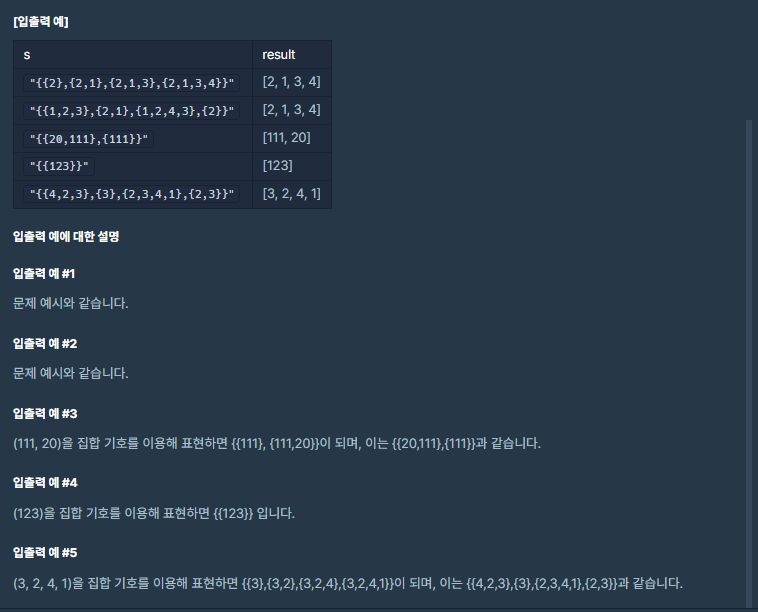 [입출력 예]
s result
"{{2},{2,1},{2,1,3},{2,1,3,4}}" [2, 1, 3, 4]
"{{1,2,3},{2,1},{1,2,4,3},{2}}" [2, 1, 3, 4]
"{{20,111},{111}}" [111, 20]
"{{123}}" [123]
"{{4,2,3},{3},{2,3,4,1},{2,3}}" [3, 2, 4, 1]
입출력 예에 대한 설명
입출력 예 #1
문제 예시와 같습니다.
입출력 예 #2
문제 예시와 같습니다.
입출력 예 #3
(111, 20)을 집합 기호를 이용해 표현하면 {{111}, {111,20}}이 되며, 이는 {{20,111},{111}}과 같습니다.
입출력 예 #4
(123)을 집합 기호를 이용해 표현하면 {{123}} 입니다.
입출력 예 #5
(3, 2, 4, 1)을 집합 기호를 이용해 표현하면 {{3},{3,2},{3,2,4},{3,2,4,1}}이 되며, 이는 {{4,2,3},{3},{2,3,4,1},{2,3}}과 같습니다.